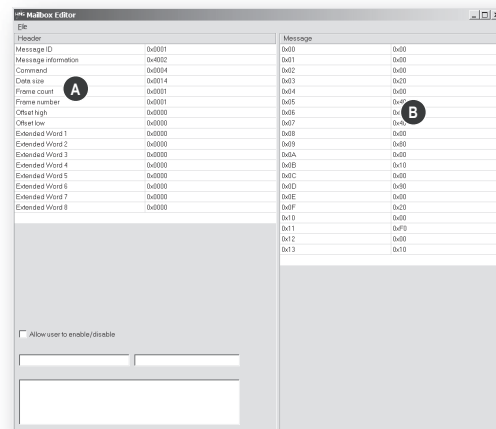 Mailbox Editor
File
Header
Message ID 0x0001
Message information 0x4002
Command 0x0004
Data size 0x0014
Frame count 0x0001
Frame number 0x0001
Offset high 0x0000
Offset low 0x0000
Extended Word 1 0x0000
Extended Word 2 0x0000
Extended Word 3 0x0000
Extended Word 4 0x0000
Extended Word 5 0x0000
Extended Word 6 0x0000
Extended Word 7 0x0000
Extended Word 8 0x0000
A
Allow user to enable/disable
Message
0x00 0x00
0x01 0x00
0x02 0x00
0x03 0x20
0x04 0x00
0x05
0x06
0x07
0x08 0x00
0x09 0x80
0x0A 0x00
0x0B 0x10
0x0C 0x00
0x0D 0x90
0x0E 0x00
0x0F 0x20
0x10 0x00
0x11 0xF0
0x12 0x00
0x13 0x10
B